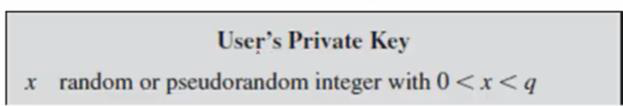 User's Private Key
x random or pseudorandom integer with 0 < x < q